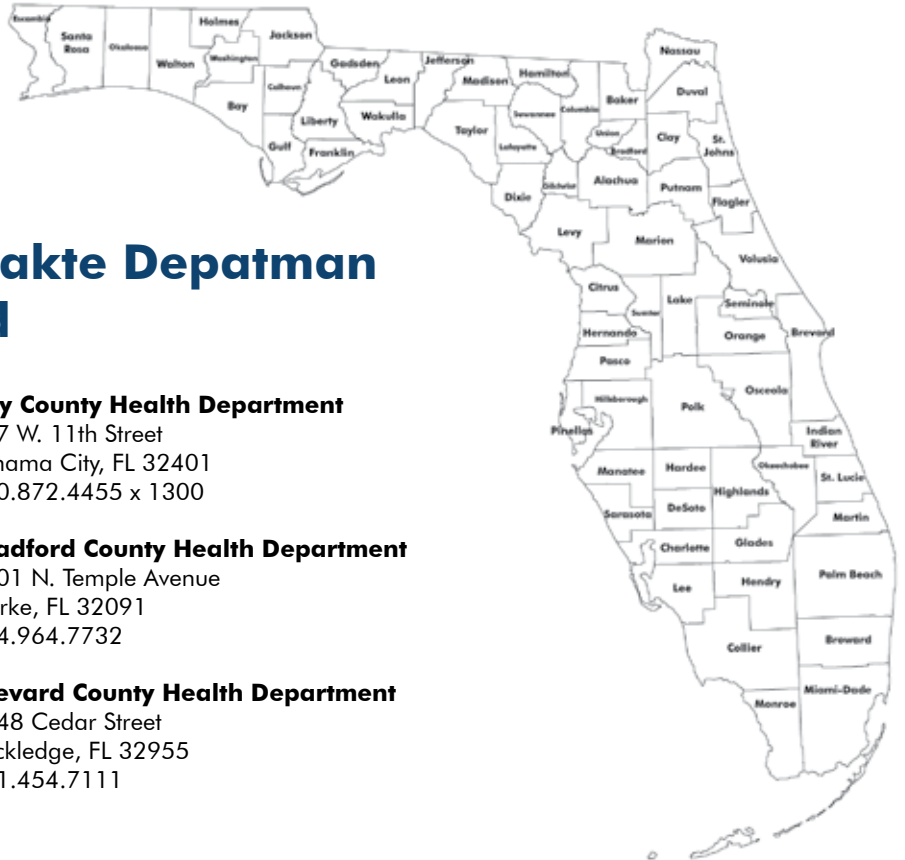 akte Depatman
y County Health Department
7 W. 11th Street
nama City, FL 32401
0.872.4455 x 1300
adford County Health Department
01 N. Temple Avenue
rke, FL 32091
4.964.7732
evard County Health Department
48 Cedar Street
ckledge, FL 32955
1.454.7111
Escambia
Santa
Rosa
Okaloosa
Walton
Holmes
Washington
Jackson
Bay
Calhoun
Gulf
Gadsden
Liberty
Franklin
Leon
Wakulla
Jefferson
Madison
Taylor
Hamilton
Suwannee
Lafayette
Dixie
Columbia
Gilchrist
Baker
Union
Bradford
Alachua
Levy
Nassau
Duval
Clay
St.
Johns
Putnam
Flagler
Marion
Volusia
Citrus
Sumter
Lake
Seminole
Hernando
Orange
Brevard
Pasco
Hillsborough
Pinellas
Polk
Osceola
Indian
River
Manatee
Hardee
Highlands
Okeechobee
St. Lucie
Sarasota
DeSoto
Martin
Charlotte
Glades
Lee
Hendry
Palm Beach
Collier
Broward
Monroe
Miami-Dade